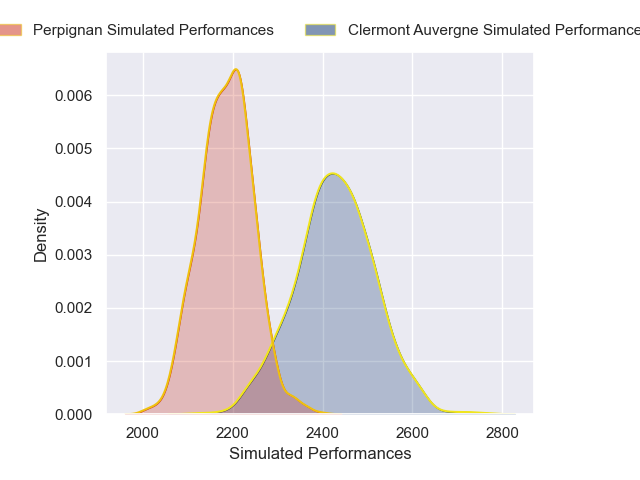 Perpignan Simulated Performances
Clermont Auvergne Simulated Performance
0.006
0.005
0.004
0.003
0.002
0.001
0.000
Density
2000 2200 2400 2600 2800
Simulated Performances